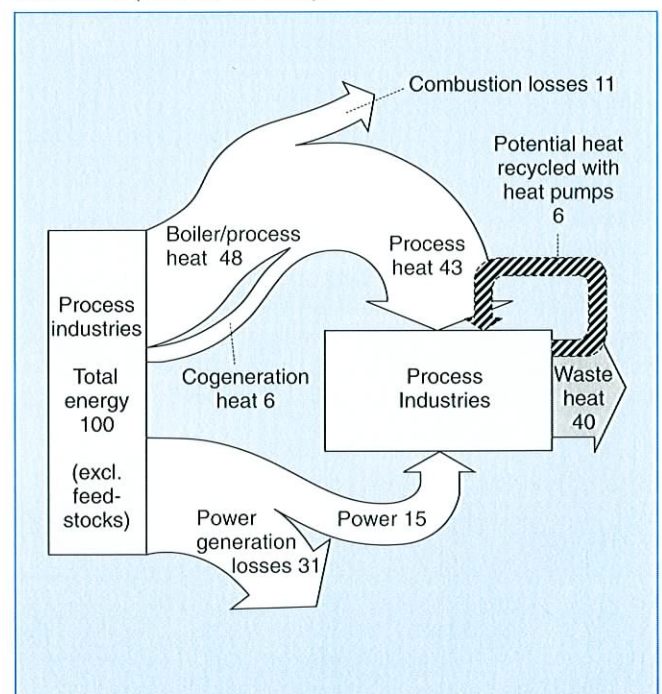 Combustion losses 11
Potential heat
recycled with
heat pumps
6
Boiler/process
heat 48
Process
heat 43
Process
industries
Total
energy
100
(excl.
feed-
stocks)
Cogeneration
heat 6
Process
Industries
Waste
heat
40
Power
generation
losses 31
Power 15